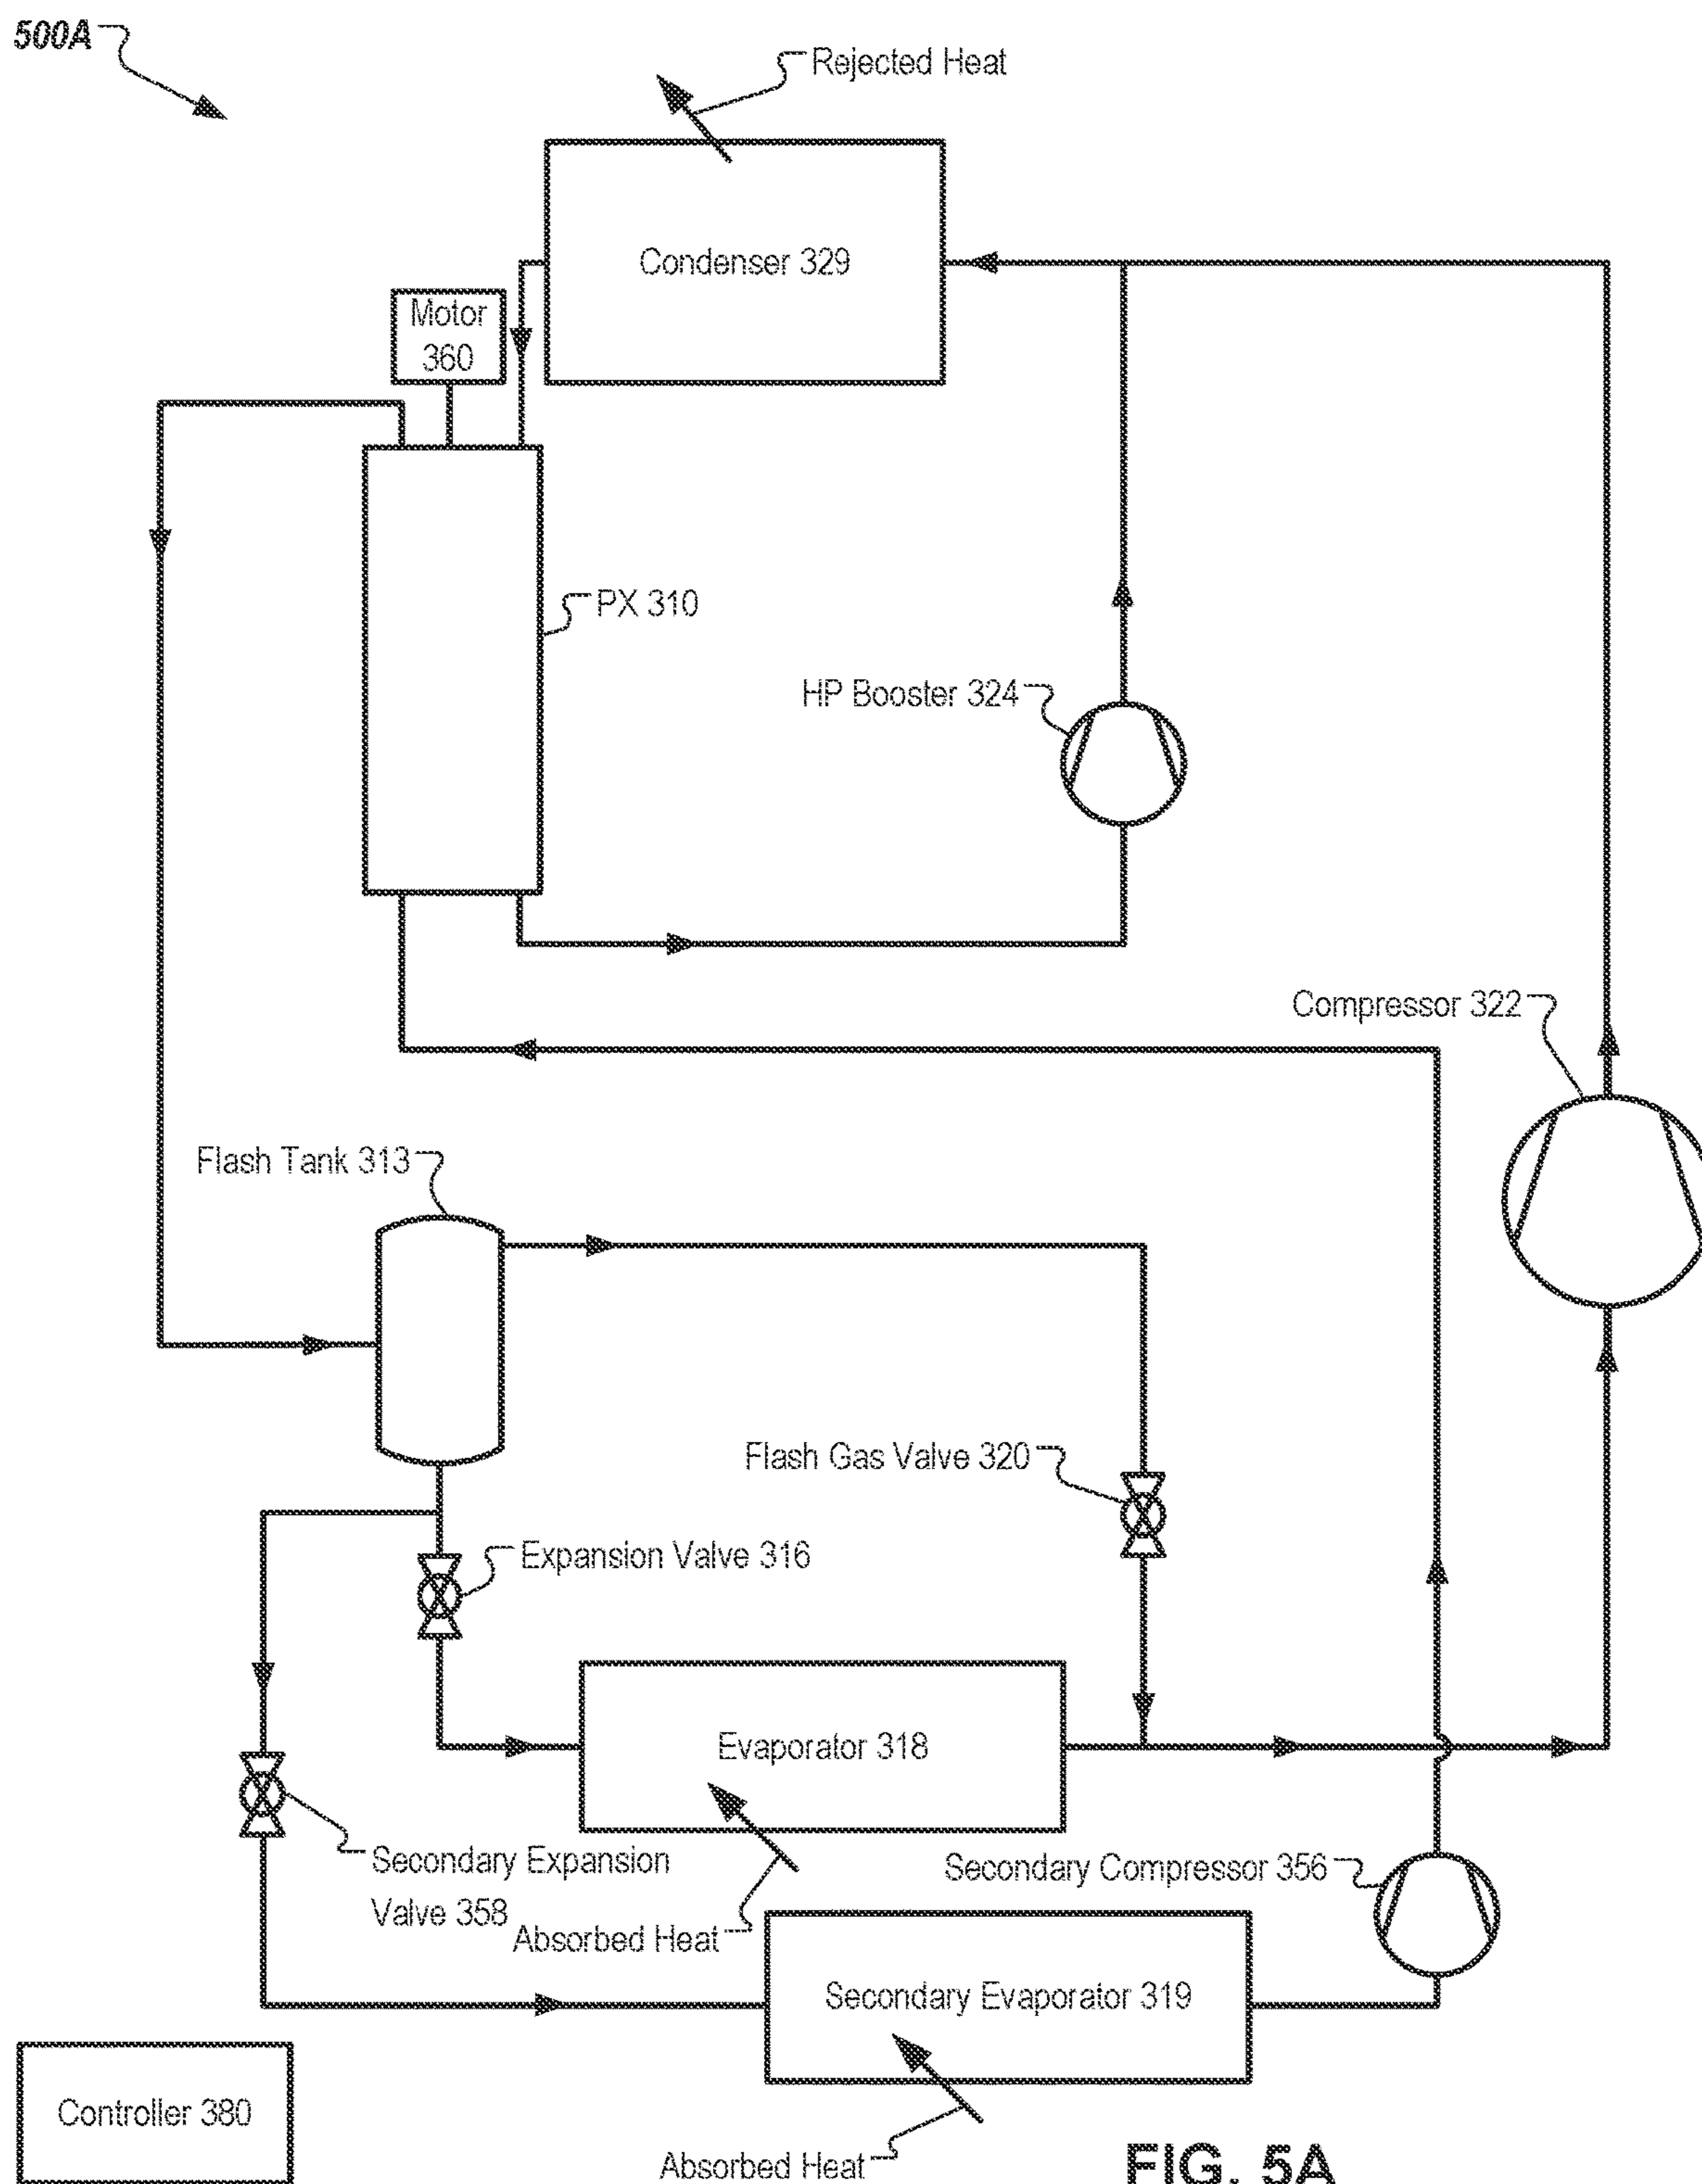 500A
Rejected Heat
Condenser 329
Motor
360
PX 310
HP Booster 324
Compressor 322
Flash Tank 313
Flash Gas Valve 320
Expansion Valve 316
Evaporator 318
Secondary Expansion
Valve 358
Secondary Compressor 356
Absorbed Heat
Secondary Evaporator 319
Controller 380
Absorbed Heat
FIG. 5A